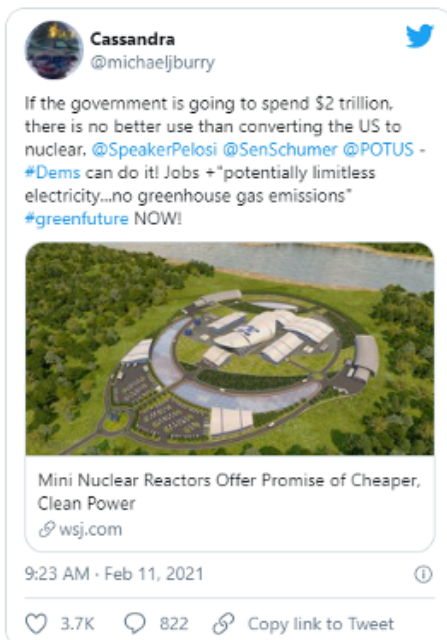 Cassandra
@michaeljburry
If the government is going to spend $2 trillion,
there is no better use than converting the US to
nuclear. @SpeakerPelosi @SenSchumer @POTUS -
#Dems can do it! Jobs +"potentially limitless
electricity...no greenhouse gas emissions"
#greenfuture NOW!
Mini Nuclear Reactors Offer Promise of Cheaper,
Clean Power
wsj.com
9:23 AM · Feb 11, 2021
3.7K 822 Copy link to Tweet